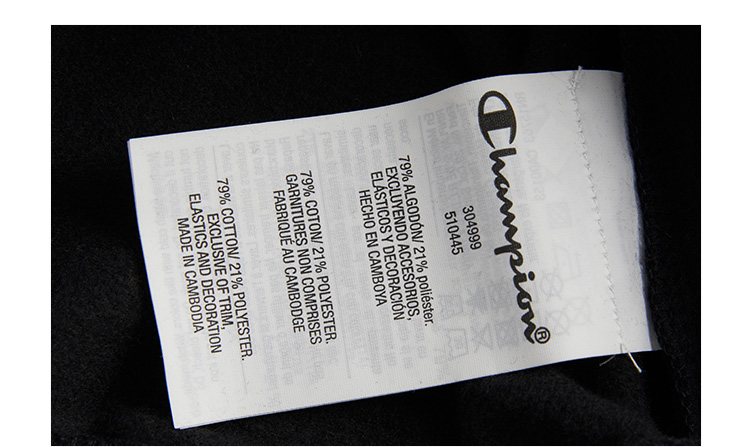 Champion®
304999
510445
79% ALGODÓN/ 21% poliéster.
EXCLUYENDO ACCESORIOS,
ELÁSTICOS Y DECORACION
HECHO EN CAMBOYA
79% COTON/ 21% POLYESTER.
GARNITURES NON COMPRISES
FABRIQUÉ AU CAMBODGE
79% COTTON/ 21% POLYESTER.
EXCLUSIVE OF TRIM,
ELASTICS AND DECORATION
MADE IN CAMBODIA